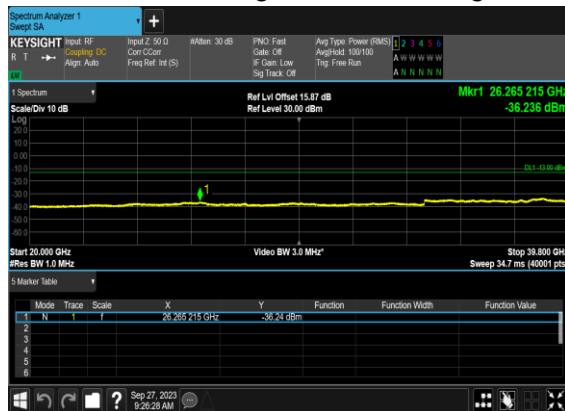 Spectrum Analyzer 1
Swept SA
+
KEYSIGHT Input: RF Input Z: 50 Ω #Atten: 30 dB PNO: Fast Avg Type: Power (RMS) 1 2 3 4 5 6
R T Coupling: DC Corr CCorr Gate: Off Avg|Hold: 100/100 A W W W W W
Align: Auto Freq Ref: Int (S) IF Gain: Low Trig: Free Run
LW Sig Track: Off A N N N N N
1 Spectrum Ref Lvl Offset 15.87 dB Mkr1 26.265 215 GHz
Scale/Div 10 dB Ref Level 30.00 dBm -36.236 dBm
Log
20.0
10.0
0.00
-10.0 DL1 -13.00 dBm
-20.0
-30.0 1
-40.0
-50.0
-60.0
Start 20.000 GHz Video BW 3.0 MHz* Stop 39.800 GHz
#Res BW 1.0 MHz Sweep 34.7 ms (40001 pts
5 Marker Table
Mode Trace Scale X Y Function Function Width Function Value
1 N 1 f 26.265 215 GHz -36.24 dBm
2
3
4
5
6
? Sep 27, 2023
9:26:28 AM